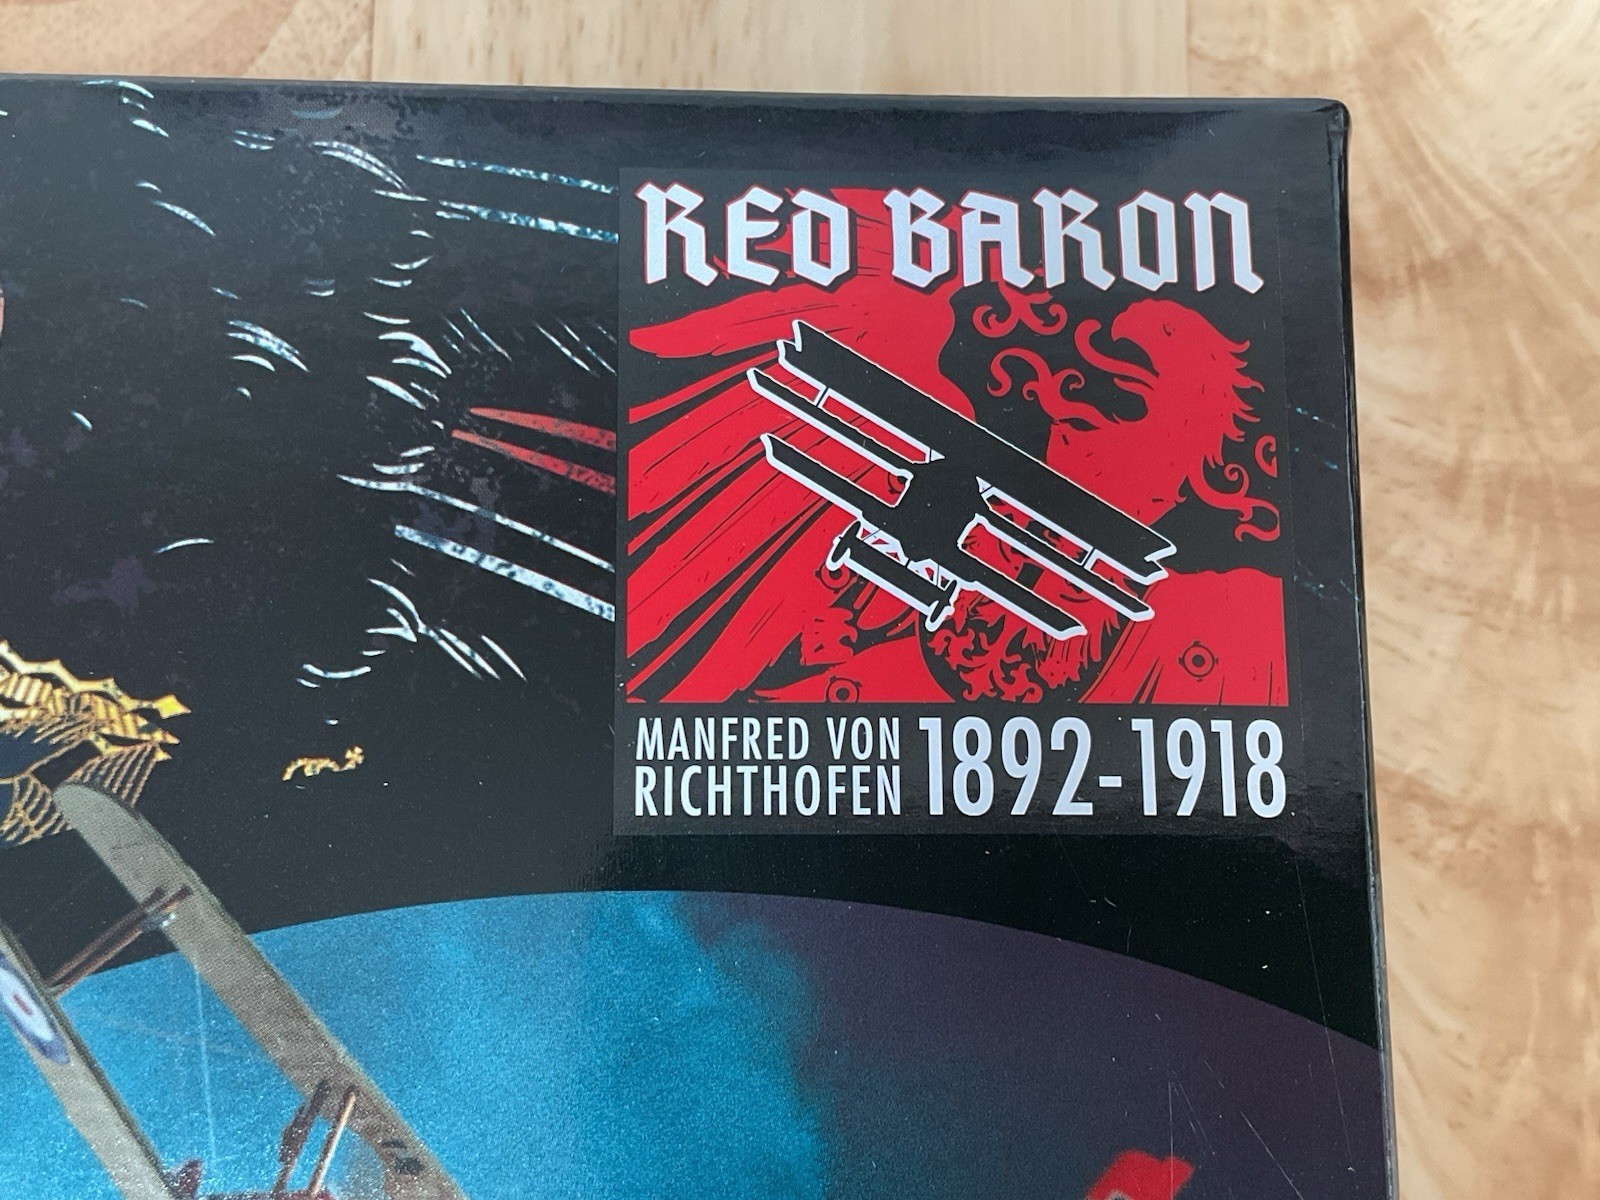 RED BARON
MANFRED VON
RICHTHOFEN
1892-1918